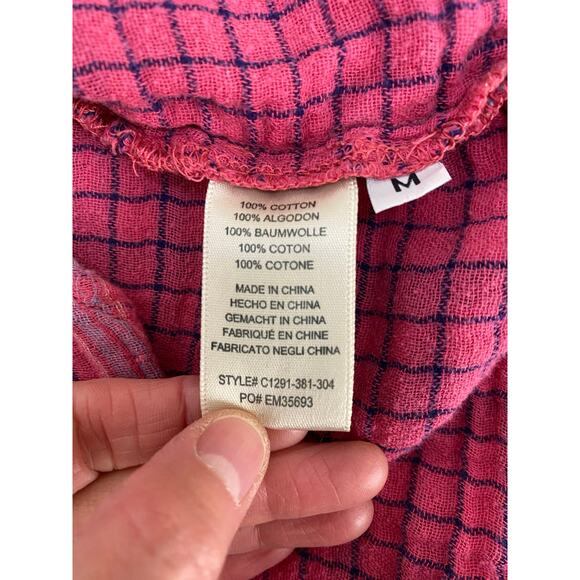 M
100% COTTON
100% ALGODON
100% BAUMWOLLE
100% COTON
100% COTONE
MADE IN CHINA
HECHO EN CHINA
GEMACHT IN CHINA
FABRIQUÉ EN CHINE
FABRICATO NEGLI CHINA
STYLE# C1291-381-304
PO# EM35693